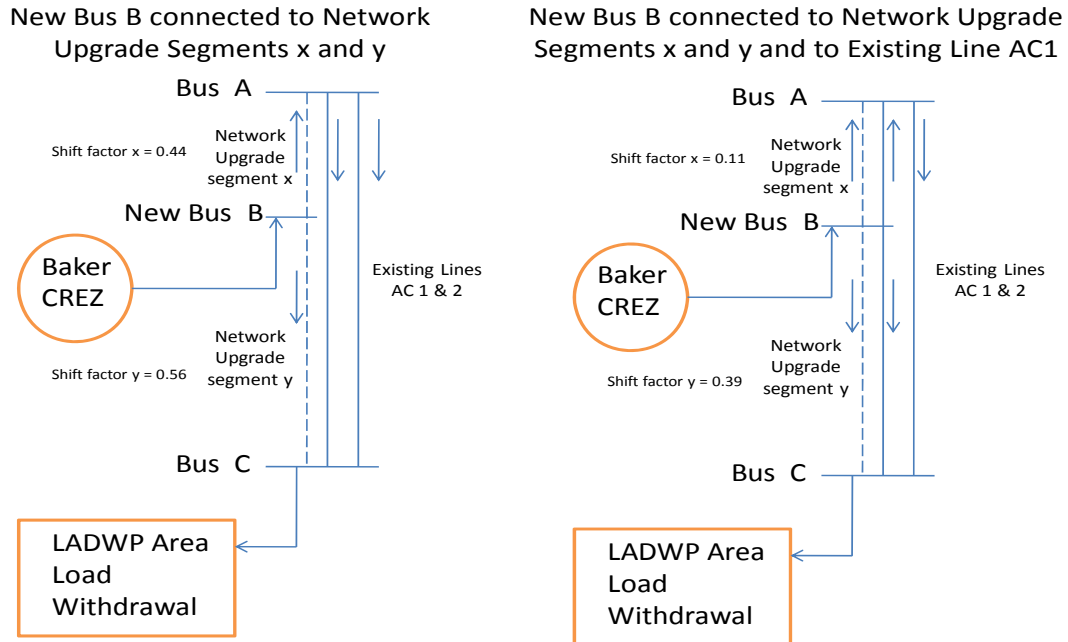 New Bus B connected to Network
Upgrade Segments x and y
Bus A
Shift factor x = 0.44
Network
Upgrade
segment x
New Bus B
Baker
CREZ
Existing Lines
AC 1 & 2
Network
Upgrade
segment y
Shift factor y = 0.56
Bus C
LADWP Area
Load
Withdrawal
New Bus B connected to Network Upgrade
Segments x and y and to Existing Line AC1
Bus A
Shift factor x = 0.11
Network
Upgrade
segment x
New Bus B
Baker
CREZ
Existing Lines
AC 1 & 2
Network
Upgrade
segment y
Shift factor y = 0.39
Bus C
LADWP Area
Load
Withdrawal